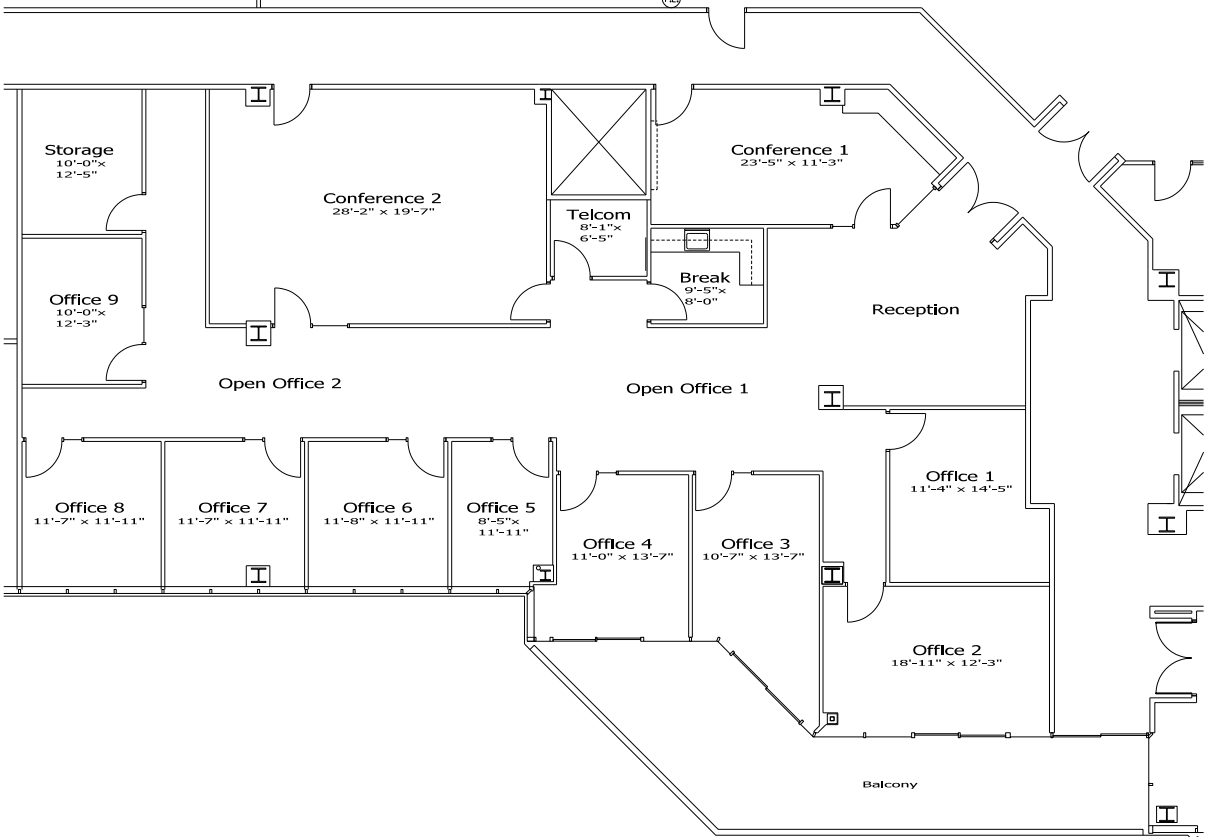 Storage
10'-0"x
12'-5"
Conference 2
28'-2" x 19'-7"
Conference 1
23'-5" x 11'-3"
Telcom
8'-1"x
6'-5"
Break
9'-5"x
8'-0"
Office 9
10'-0"x
12'-3"
Reception
Open Office 2
Open Office 1
Office 8
11'-7" x 11'-11"
Office 7
11'-7" x 11'-11"
Office 6
11'-8" x 11'-11"
Office 5
8'-5"x
11'-11"
Office 4
11'-0" x 13'-7"
Office 3
10'-7" x 13'-7"
Office 1
11'-4" x 14'-5"
Office 2
18'-11" x 12'-3"
Balcony